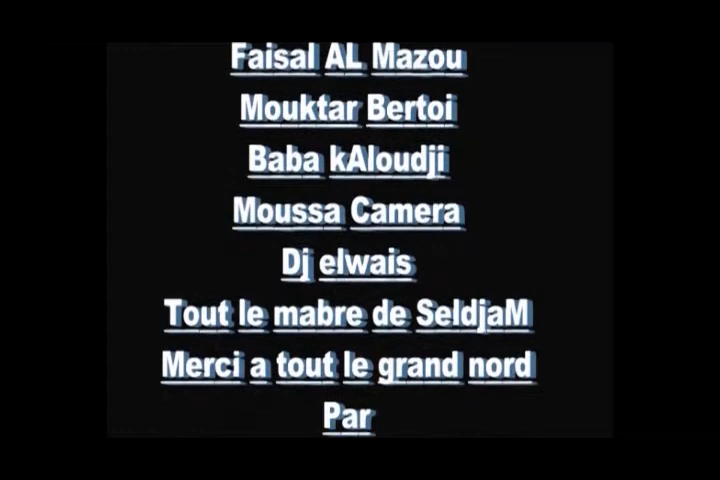 Faisal AL Mazou
Mouktar Bertoi
Baba kAloudji
Moussa Camera
Dj elwais
Tout le mabre de SeldjaM
Merci a tout le grand nord
Par